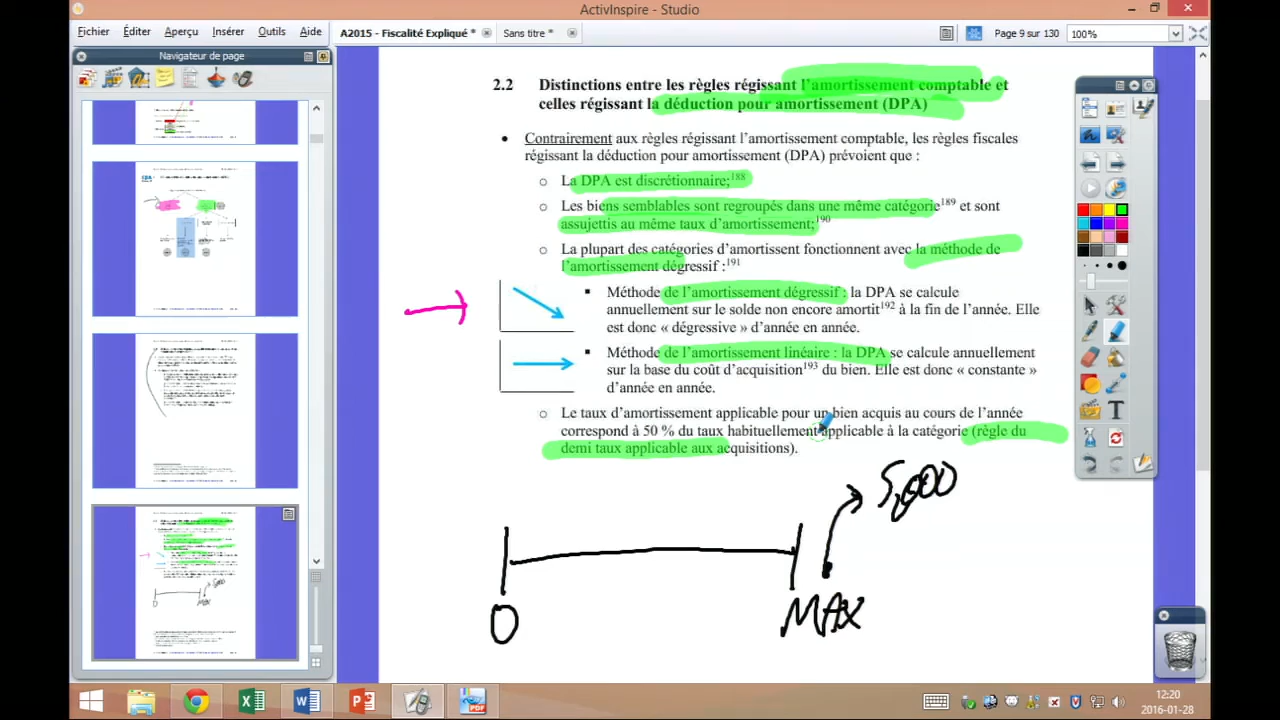 ActivInspire - Studio
Fichier Éditer Aperçu Insérer Outils Aide
A2015 - Fiscalité Expliqué *
Sans titre *
Page 9 sur 130
100%
Navigateur de page
2.2 Distinctions entre les règles régissant l'amortissement comptable et
celles régissant la déduction pour amortissement (DPA)
• Contrairement aux règles régissant l'amortissement comptable, les règles fiscales
régissant la déduction pour amortissement (DPA) prévoient que :
o La DPA est discrétionnaire;188
o Les biens semblables sont regroupés dans une même catégorie189 et sont
assujettis au même taux d'amortissement;190
o La plupart des catégories d'amortissent fonctionnent avec la méthode de
l'amortissement dégressif :191
▪ Méthode de l'amortissement dégressif : la DPA se calcule
annuellement sur le solde non encore amortit192 à la fin de l'année. Elle
est donc « dégressive » d'année en année.
▪ Méthode de l'amortissement linéaire : la DPA se calcule annuellement
sur la base du coût d'acquisition193 du bien. Elle est donc « constante »
d'année en année.
o Le taux d'amortissement applicable pour un bien acquis au cours de l'année
correspond à 50 % du taux habituellement applicable à la catégorie (règle du
demi taux applicable aux acquisitions).
5,000
0
MAX
12:20
2016-01-28